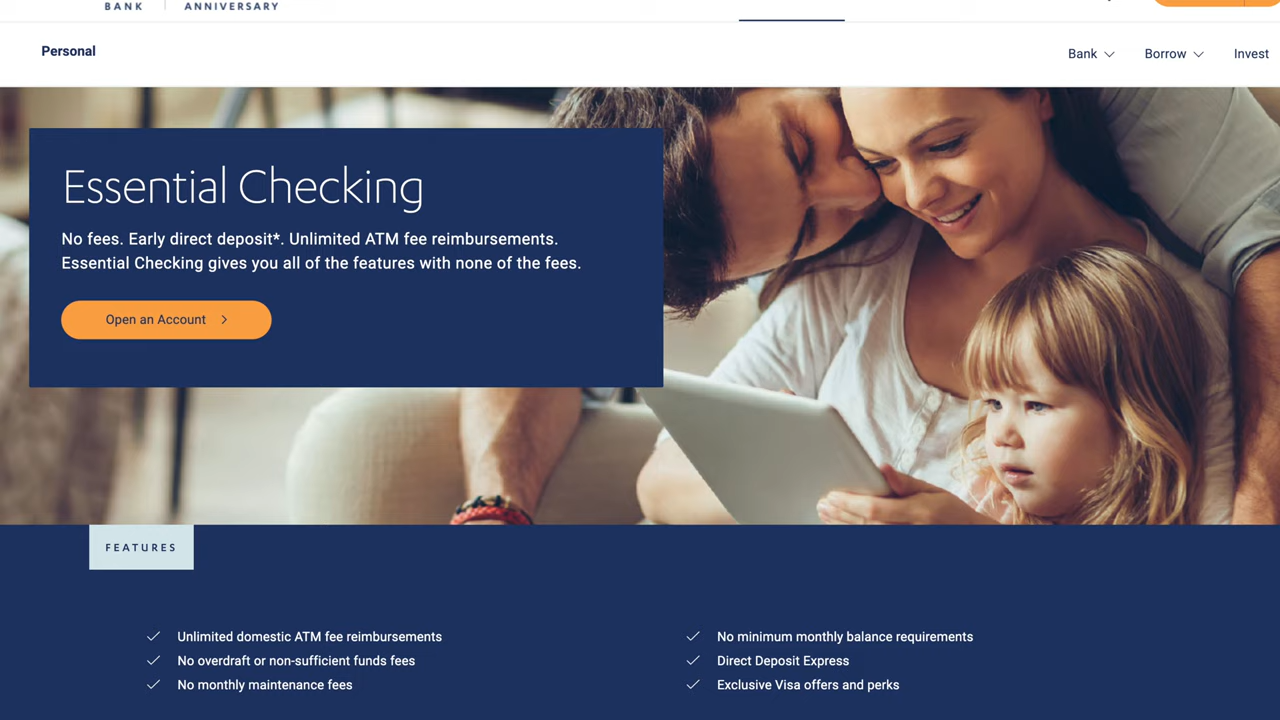 BANK
ANNIVERSARY
Personal
Bank
Borrow
Invest
Essential Checking
No fees. Early direct deposit*. Unlimited ATM fee reimbursements.
Essential Checking gives you all of the features with none of the fees.
Open an Account
FEATURES
Unlimited domestic ATM fee reimbursements
No overdraft or non-sufficient funds fees
No monthly maintenance fees
No minimum monthly balance requirements
Direct Deposit Express
Exclusive Visa offers and perks